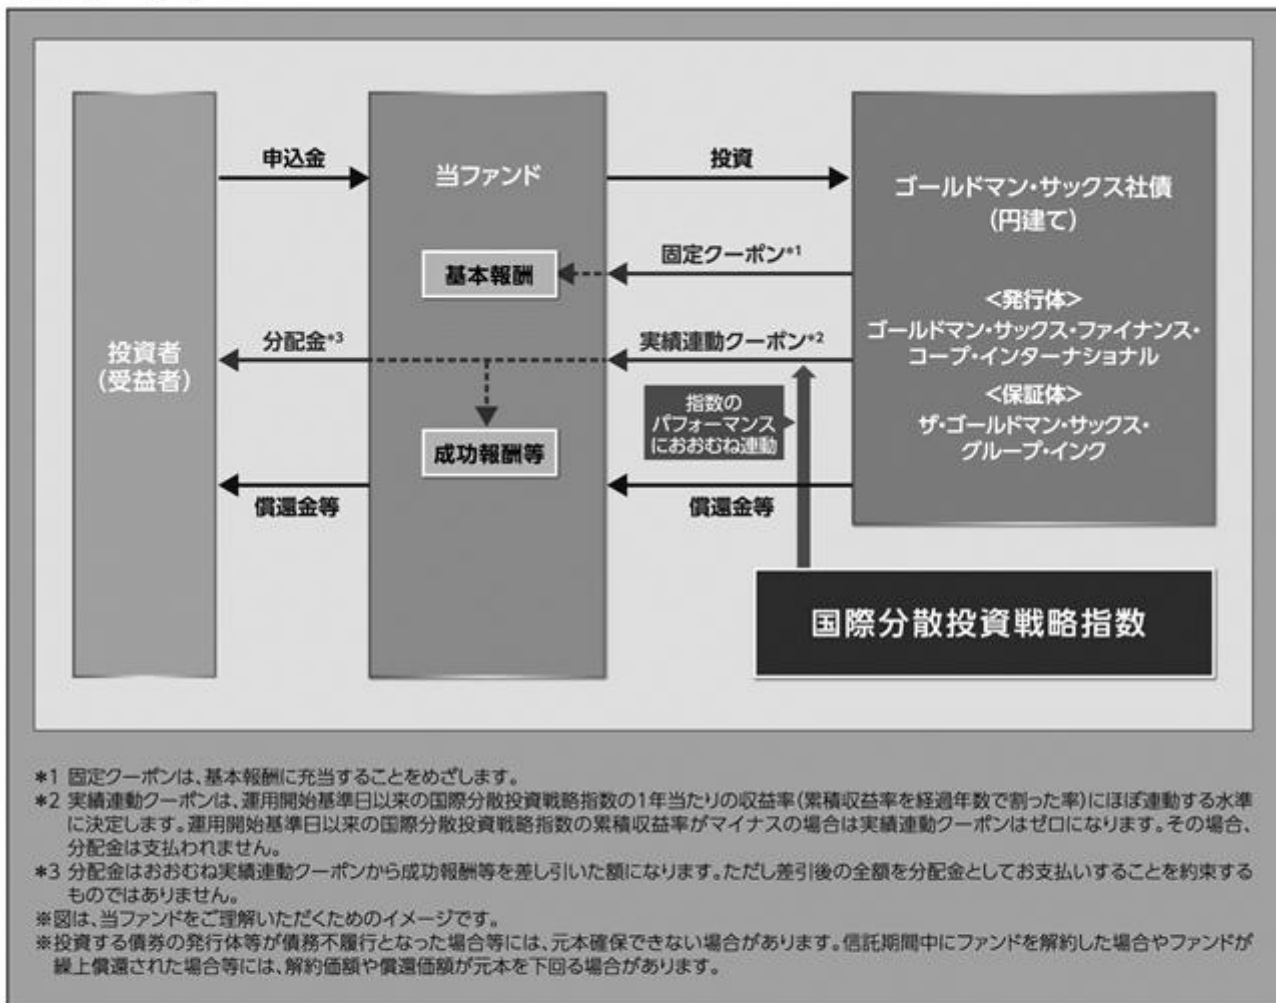 申込金
投資
当ファンド
ゴールドマン・サックス社債
(円建て)
固定クーポン*1
基本報酬
<発行体>
ゴールドマン・サックス・ファイナンス・
コープ・インターナショナル
分配金*3
実績連動クーポン*2
投資者
(受益者)
<保証体>
ザ・ゴールドマン・サックス・
グループ・インク
指数の
パフォーマンス
におおむね連動
成功報酬等
償還金等
償還金等
国際分散投資戦略指数
*1 固定クーポンは、基本報酬に充当することをめざします。
*2 実績連動クーポンは、運用開始基準日以来の国際分散投資戦略指数の1年当たりの収益率(累積収益率を経過年数で割った率)にほぼ連動する水準
に決定します。運用開始基準日以来の国際分散投資戦略指数の累積収益率がマイナスの場合は実績連動クーポンはゼロになります。その場合、
分配金は支払われません。
*3 分配金はおおむね実績連動クーポンから成功報酬等を差し引いた額になります。ただし差引後の全額を分配金としてお支払いすることを約束する
ものではありません。
※図は、当ファンドをご理解いただくためのイメージです。
※投資する債券の発行体等が債務不履行となった場合等には、元本確保できない場合があります。信託期間中にファンドを解約した場合やファンドが
繰上償還された場合等には、解約価額や償還価額が元本を下回る場合があります。